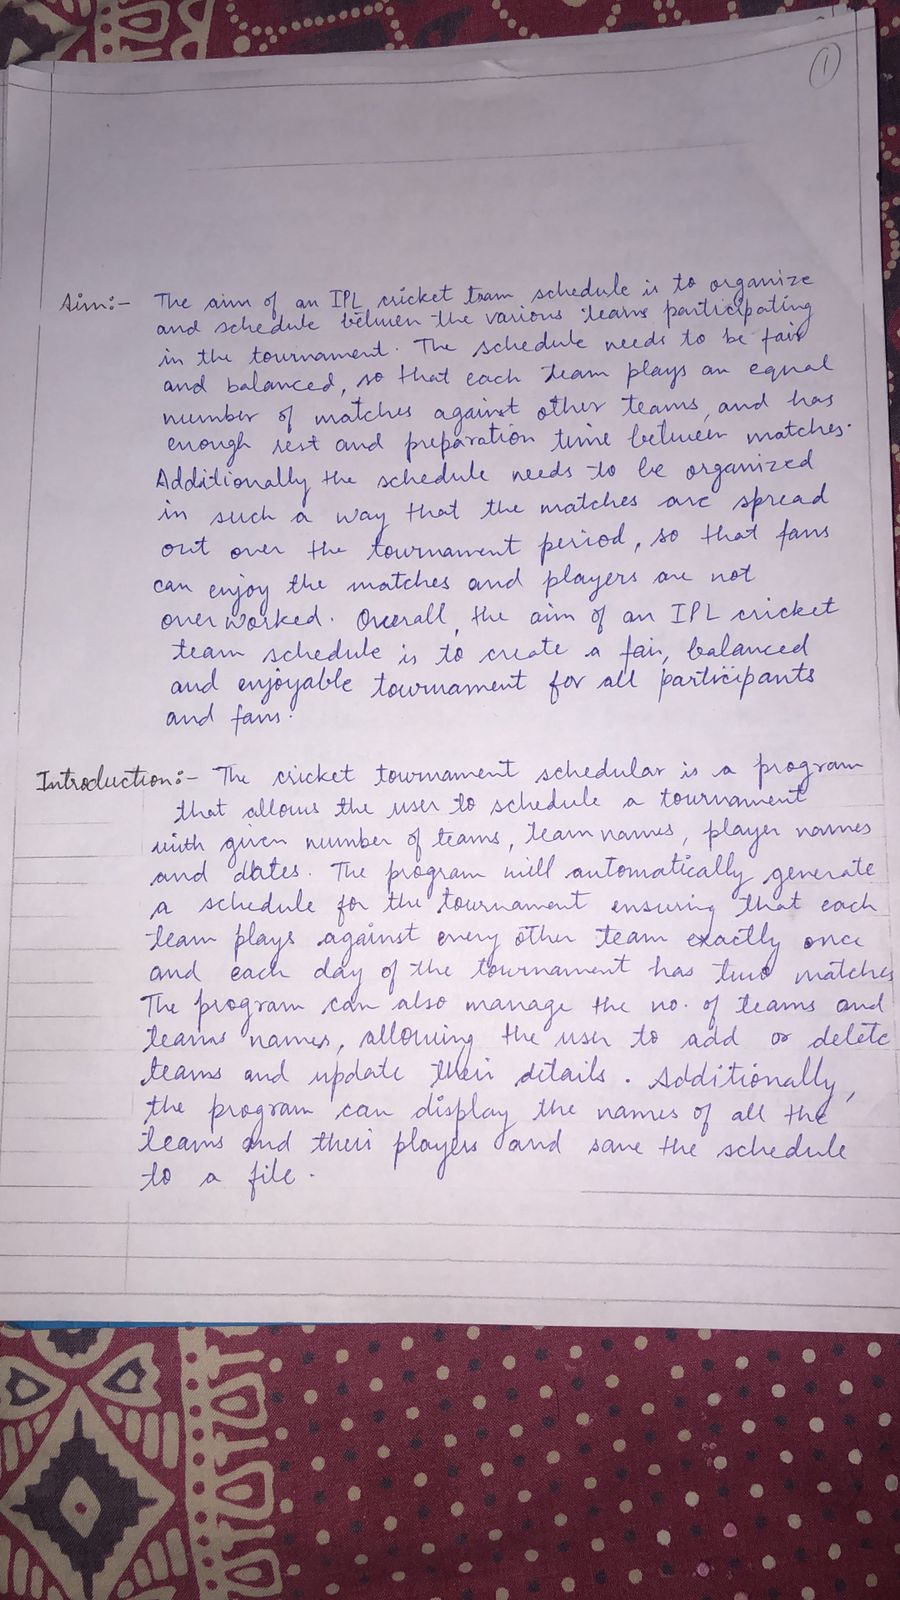 1
Aim:- The aim of an IPL cricket team schedule is to organize
and schedule between the various teams participating
in the tournament. The schedule needs to be fair
and balanced, so that each team plays an equal
number of matches against other teams, and has
enough rest and preparation time between matches.
Additionally the schedule needs to be organized
in such a way that the matches are spread
out over the tournament period, so that fans
can enjoy the matches and players are not
overworked. Overall, the aim of an IPL cricket
team schedule is to create a fair, balanced
and enjoyable tournament for all participants
and fans.
Introduction:- The cricket tournament schedular is a program
that allows the user to schedule a tournament
with given number of teams, team names, player names
and dates. The program will automatically generate
a schedule for the tournament ensuring that each
team plays against every other team exactly once
and each day of the tournament has two matches
The program can also manage the no. of teams and
teams names, allowing the user to add or delete
teams and update their details. Additionally,
the program can display the names of all the
teams and their players and save the schedule
to a file.